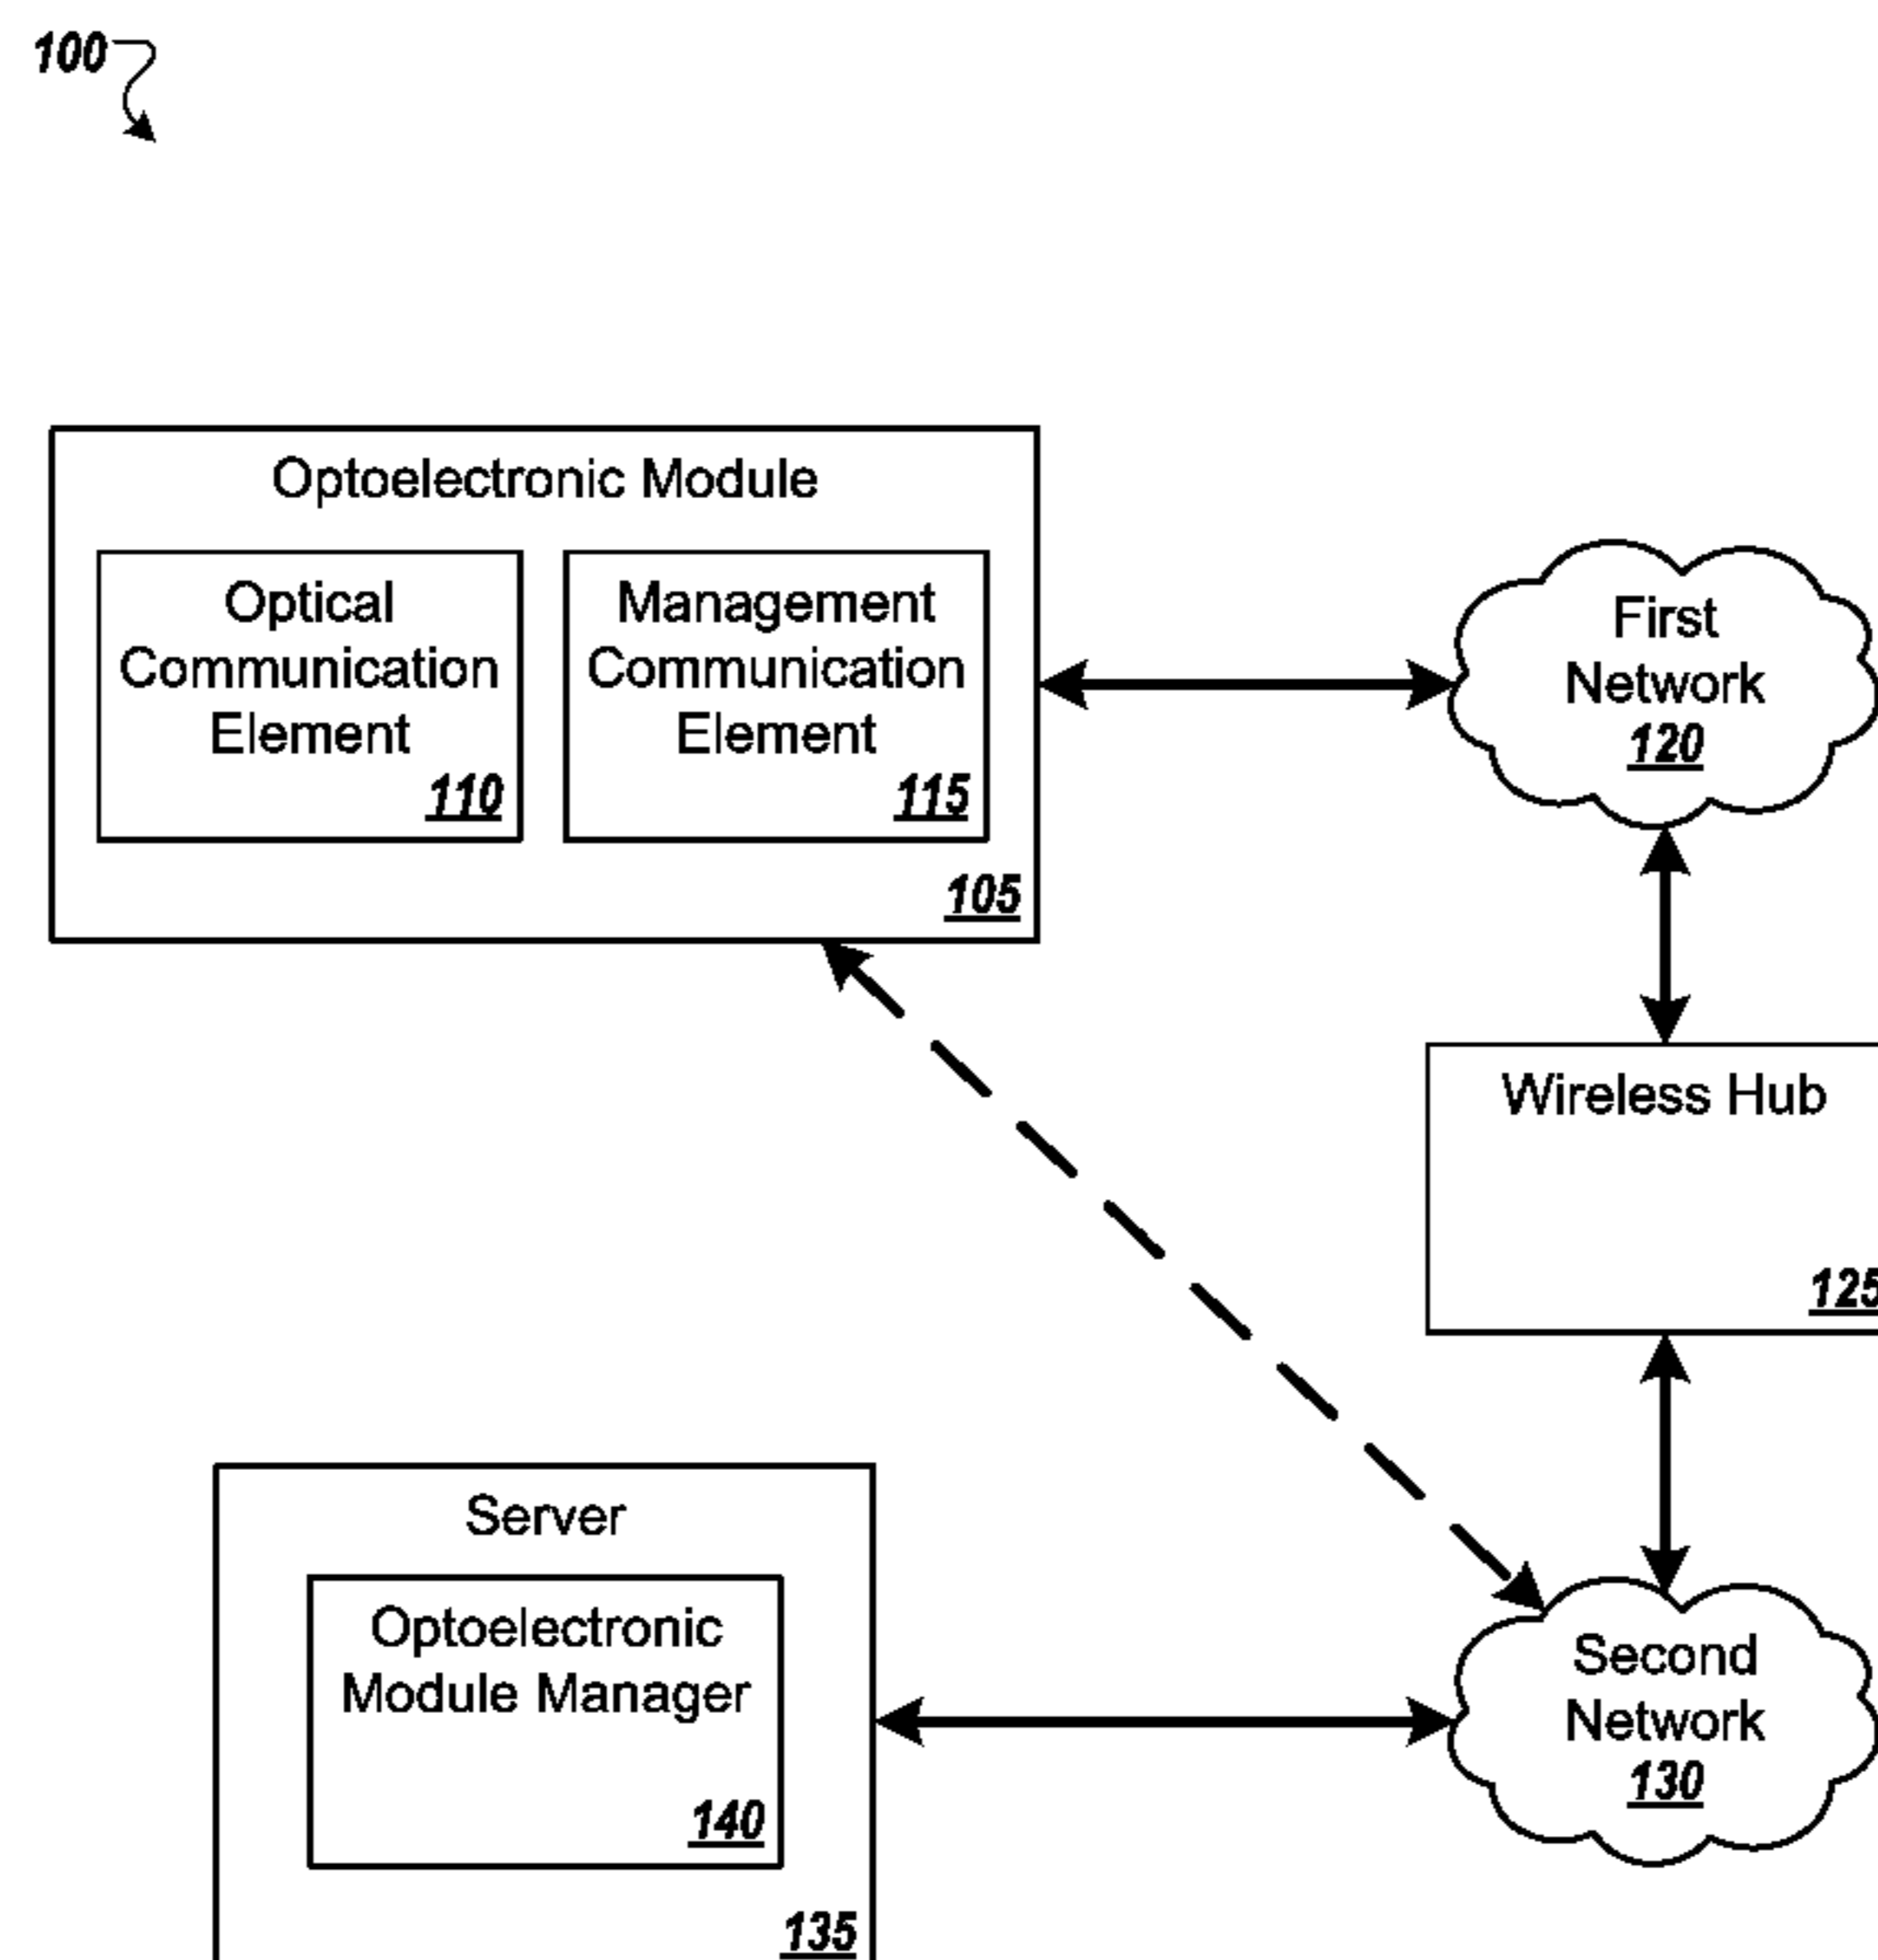 100
Optoelectronic Module
Optical
Communication
Element
110
Management
Communication
Element
115
105
First
Network
120
Wireless Hub
125
Server
Optoelectronic
Module Manager
140
135
Second
Network
130